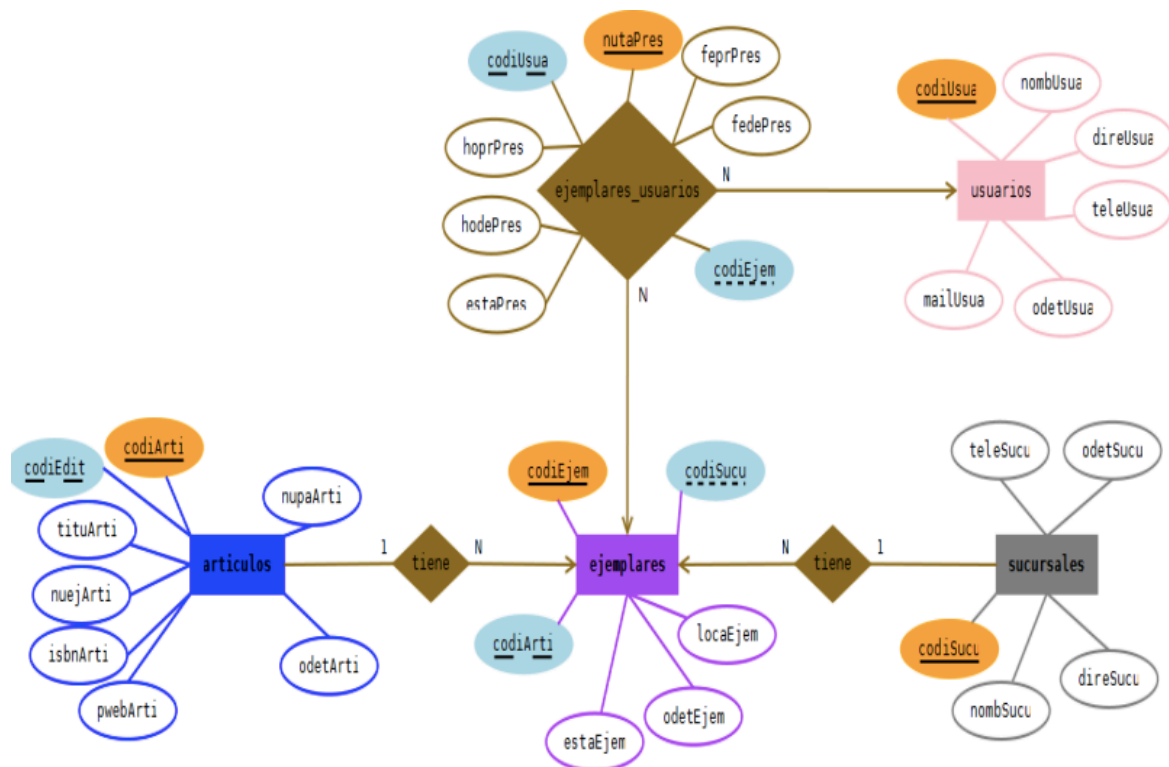 nutaPres
codiUsua
feprPres
fedePres
hoprPres
ejemplares_usuarios
N
hodePres
estaPres
codiEjem
N
codiUsua
nombUsua
direUsua
usuarios
teleUsua
mailUsua
odetUsua
codiEdit
codiArti
nupaArti
tituArti
articulos
nuejArti
isbnArti
odetArti
pwebArti
1
tiene
N
codiEjem
codiSucu
ejemplares
codiArti
locaEjem
odetEjem
estaEjem
N
tiene
1
teleSucu
odetSucu
sucursales
codiSucu
direSucu
nombSucu